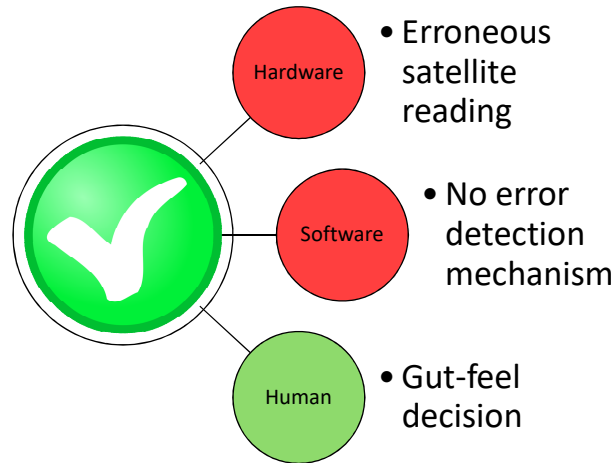 Hardware
• Erroneous
satellite
reading
Software
• No error
detection
mechanism
Human
• Gut-feel
decision